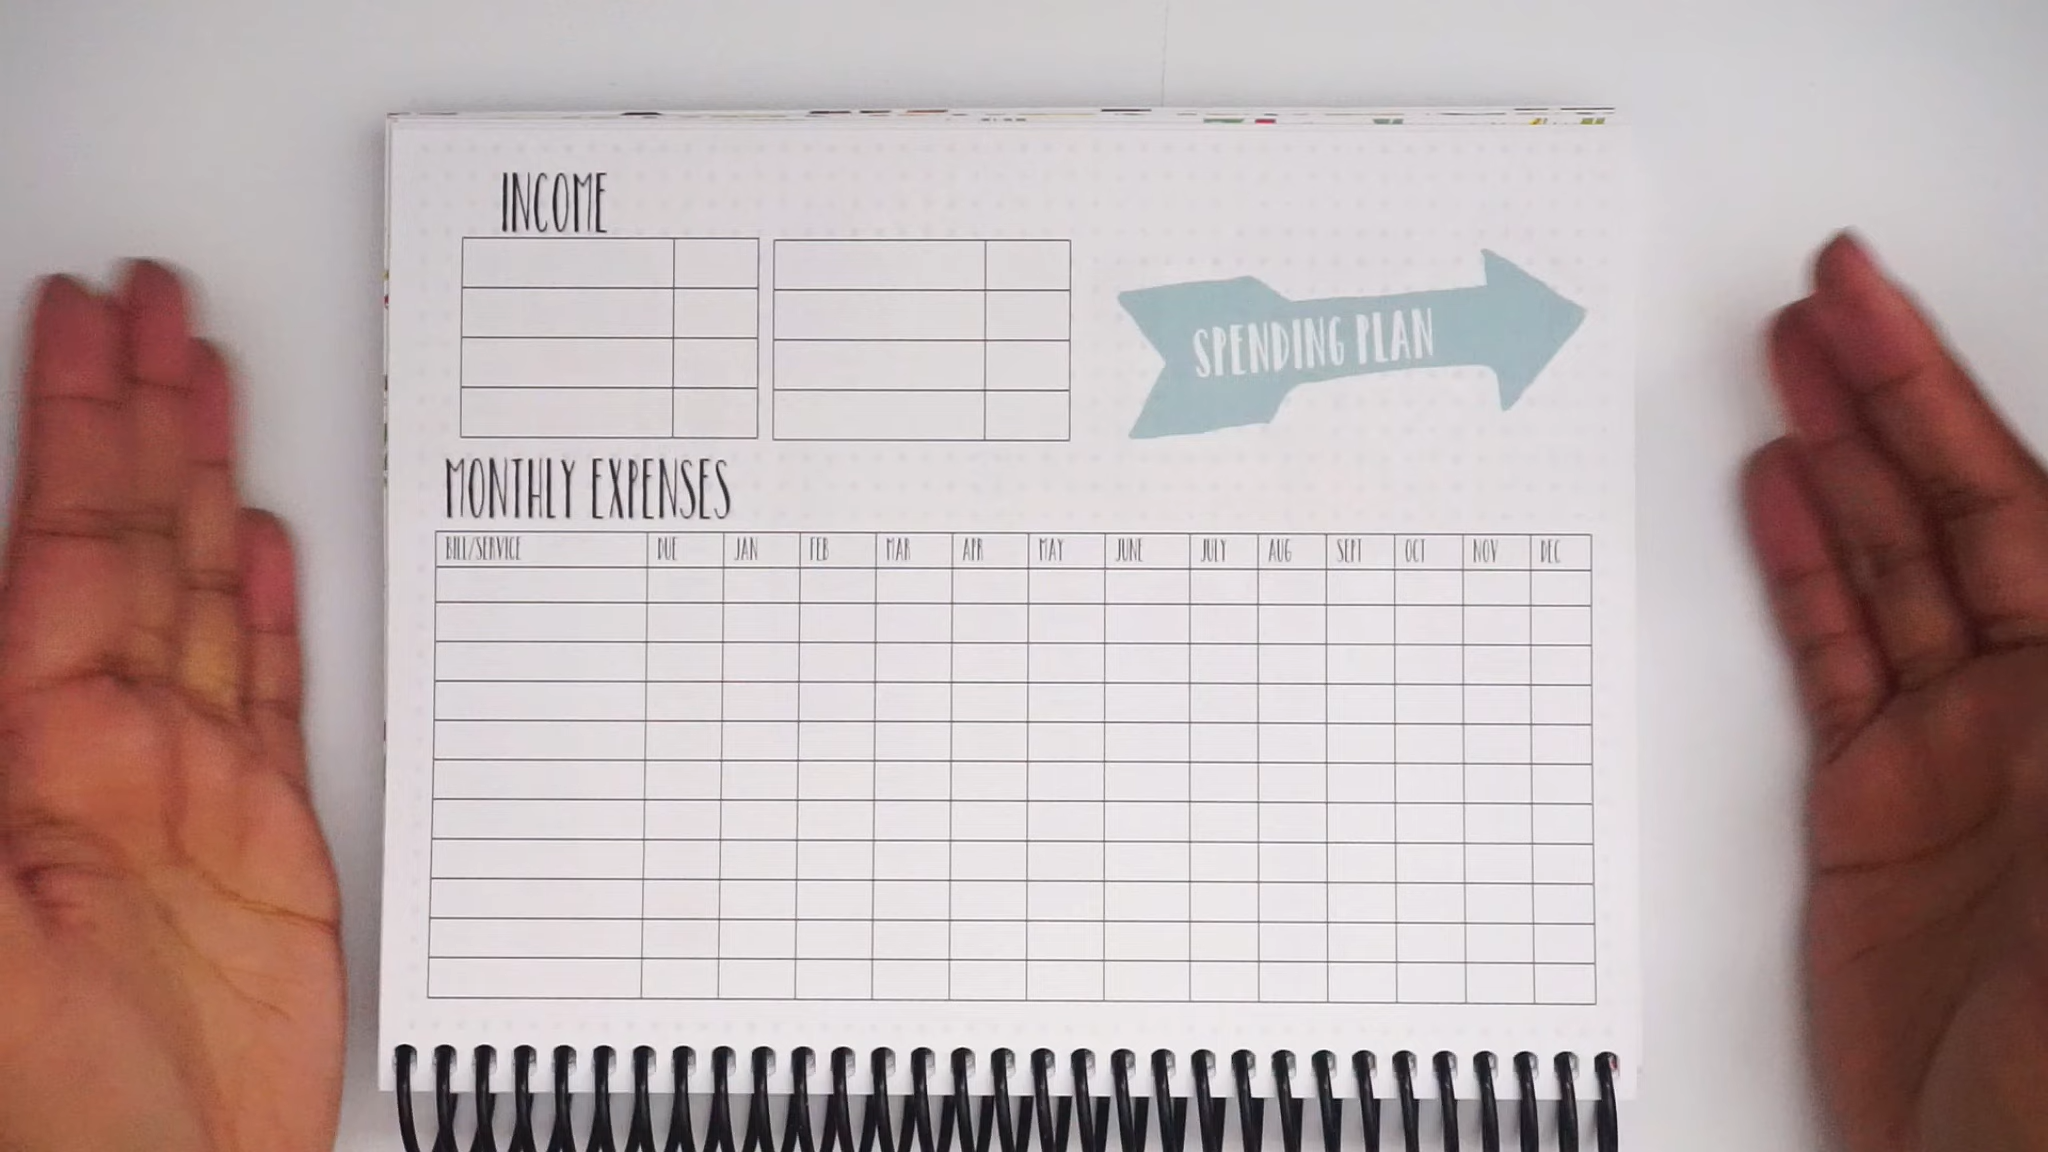 INCOME
SPENDING PLAN
MONTHLY EXPENSES
BILL/SERVICE DUE JAN FEB MAR APR MAY JUNE JULY AUG SEPT OCT NOV DEC